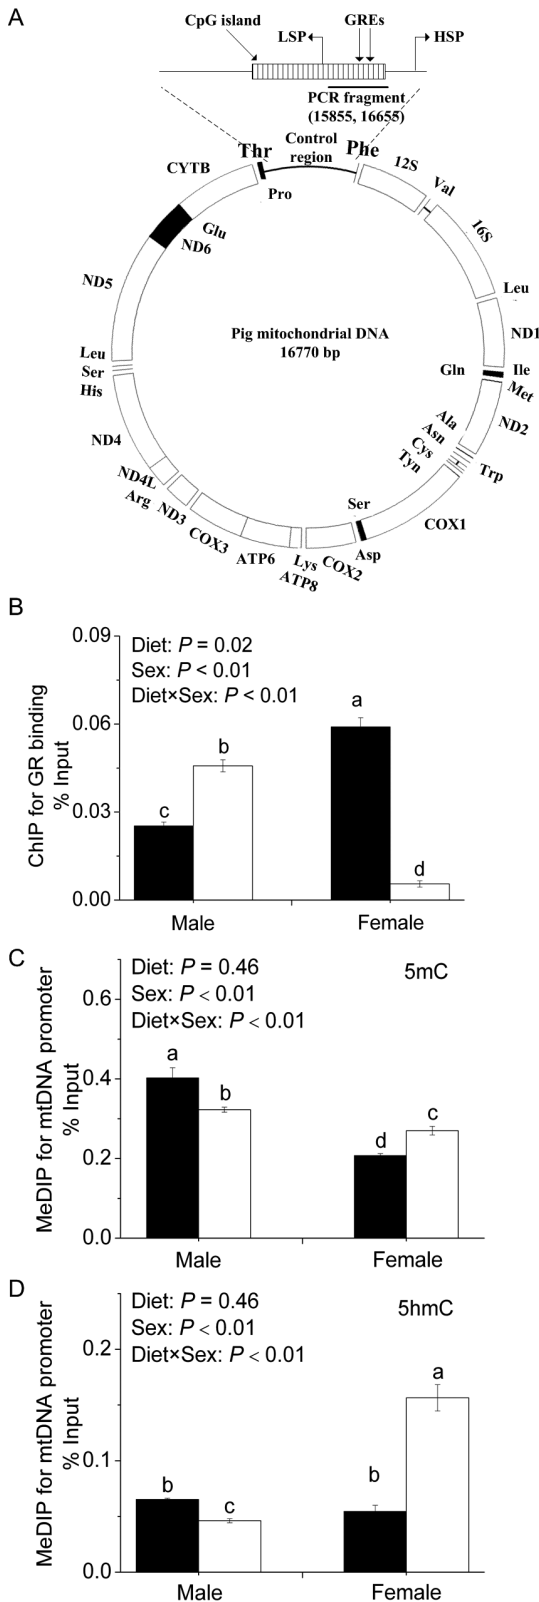 A
CpG island
LSP
GREs
HSP
PCR fragment
(15855, 16655)
Thr
Control
region
Phe
CYTB
Pro
12S
Val
Glu
ND6
16S
ND5
Leu
ND1
Pig mitochondrial DNA
16770 bp
Leu
Ser
His
Gln
Ile
Met
ND2
Ala
Asn
Cys
Tyn
Trp
ND4
ND4L
Arg
ND3
COX3
ATP6
Lys
ATP8
COX2
Ser
Asp
COX1
B
ChIP for GR binding
% Input
0.09
0.06
0.03
0.00
Diet: P = 0.02
Sex: P < 0.01
Diet×Sex: P < 0.01
c
b
a
d
Male
Female
C
MeDIP for mtDNA promoter
% Input
0.6
0.4
0.2
0.0
Diet: P = 0.46
Sex: P < 0.01
Diet×Sex: P < 0.01
5mC
a
b
d
c
Male
Female
D
MeDIP for mtDNA promoter
% Input
0.2
0.1
0.0
Diet: P = 0.46
Sex: P < 0.01
Diet×Sex: P < 0.01
5hmC
b
c
b
a
Male
Female